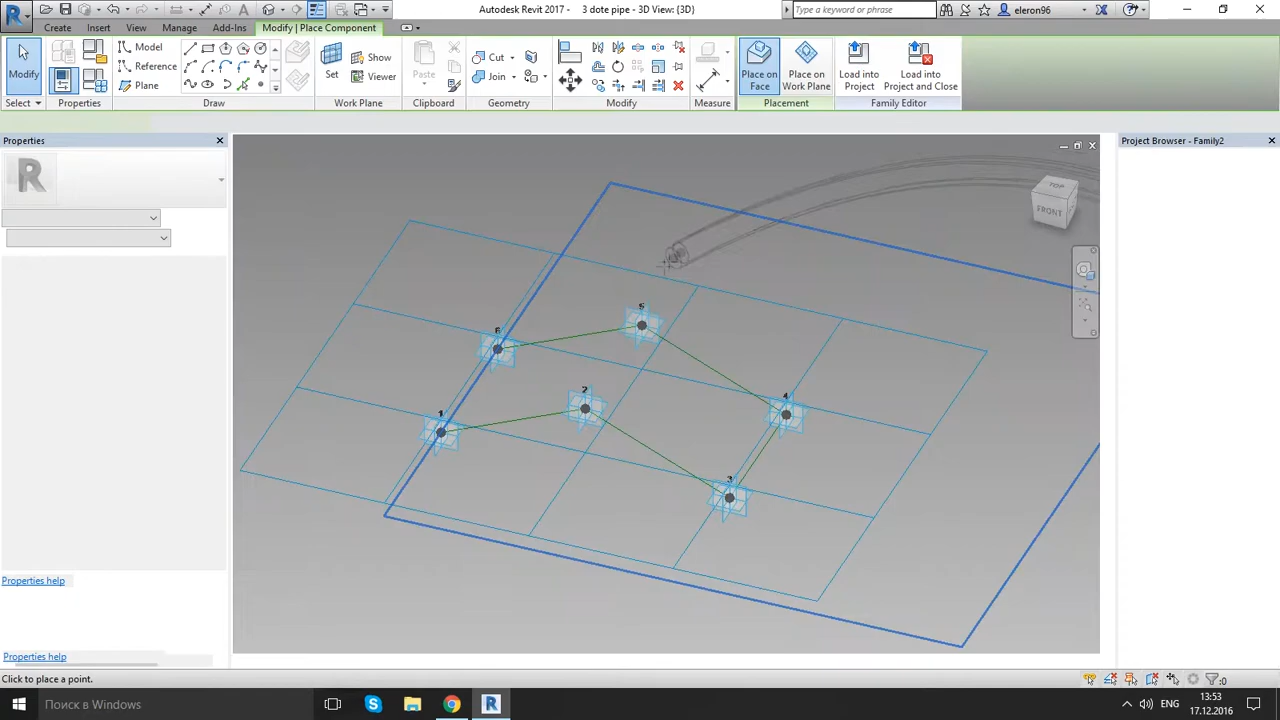 Autodesk Revit 2017 - 3 dote pipe - 3D View: {3D}
Type a keyword or phrase
eleron96
Create
Insert
View
Manage
Modify | Place Component
Modify
Model
Reference
Plane
Set
Show
Viewer
Paste
Cut
Join
Place on Face
Place on Work Plane
Load into Project
Load into Project and Close
Select
Properties
Draw
Work Plane
Clipboard
Geometry
Modify
Measure
Placement
Family Editor
Properties
Project Browser - Family2
R
TOP
FRONT
5
6
2
4
1
3
Properties help
Properties help
Click to place a point.
:0
Поиск в Windows
ENG
13:53
17.12.2016